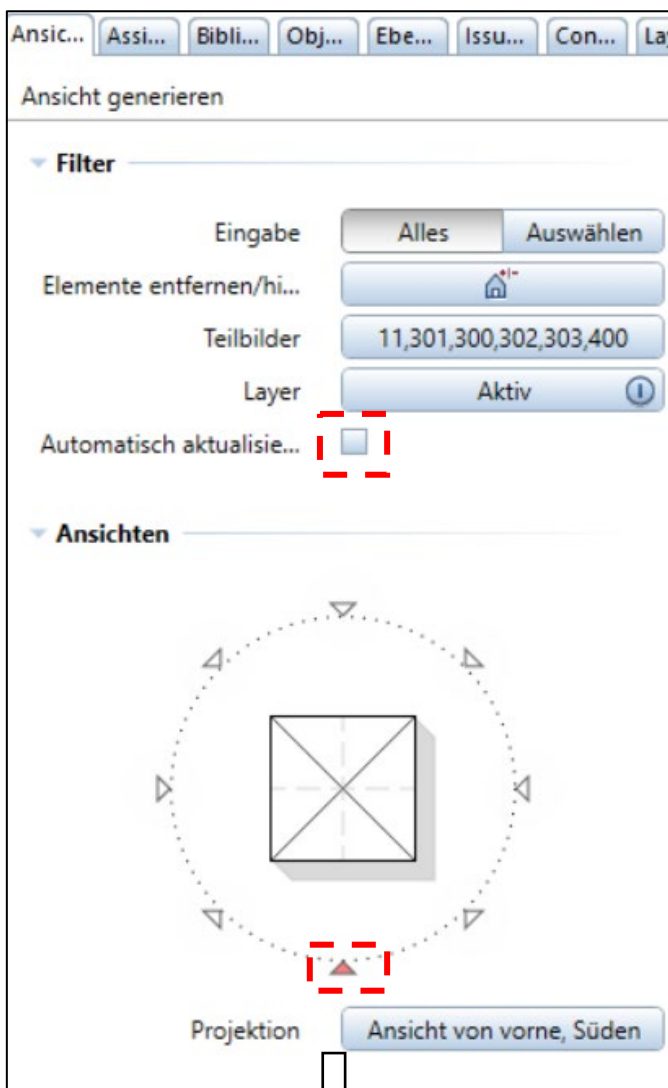 Ansic... Assi... Bibli... Obj... Ebe... Issu... Con... La
Ansicht generieren
Filter
Eingabe Alles Auswählen
Elemente entfernen/hi...
Teilbilder 11,301,300,302,303,400
Layer Aktiv
Automatisch aktualisie...
Ansichten
Projektion Ansicht von vorne, Süden